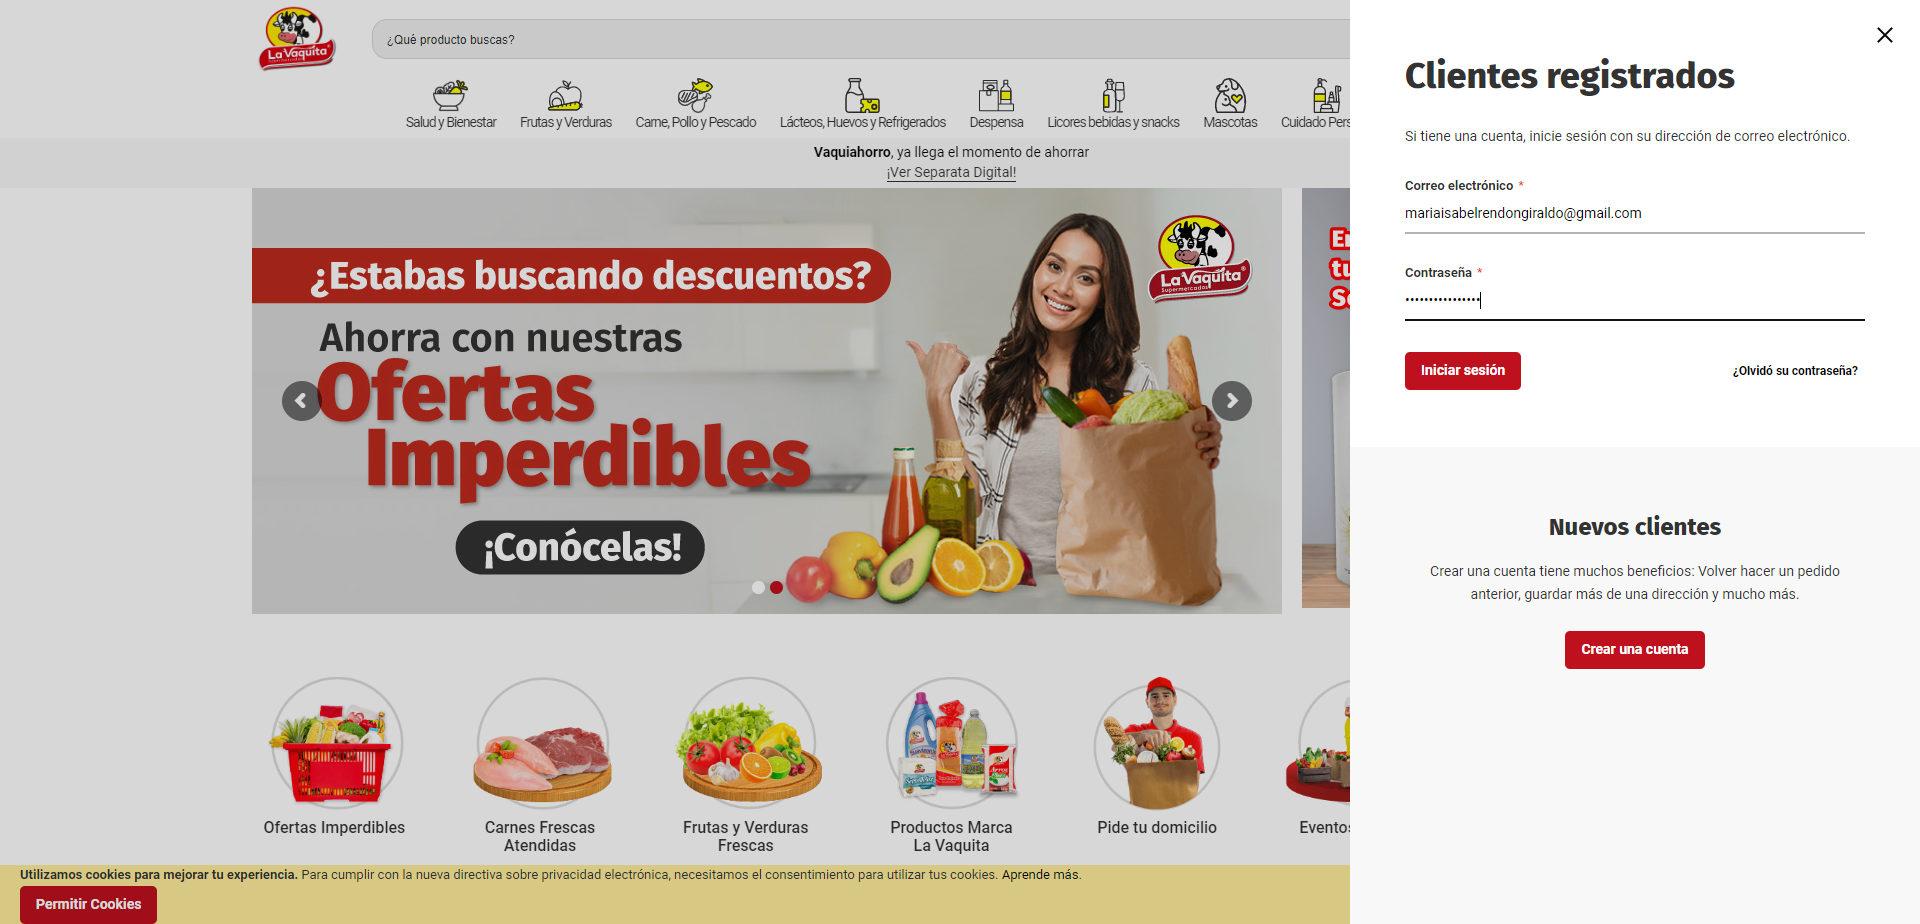 La Vaquita
Supermercados
¿Qué producto buscas?
Salud y Bienestar
Frutas y Verduras
Carne, Pollo y Pescado
Lácteos, Huevos y Refrigerados
Despensa
Licores bebidas y snacks
Mascotas
Cuidado Pers
Vaquiahorro, ya llega el momento de ahorrar
¡Ver Separata Digital!
¿Estabas buscando descuentos?
Ahorra con nuestras
Ofertas
Imperdibles
¡Conócelas!
La Vaquita
Supermercados
Ofertas Imperdibles
Carnes Frescas
Atendidas
Frutas y Verduras
Frescas
Productos Marca
La Vaquita
Pide tu domicilio
Eventos
Utilizamos cookies para mejorar tu experiencia. Para cumplir con la nueva directiva sobre privacidad electrónica, necesitamos el consentimiento para utilizar tus cookies. Aprende más.
Permitir Cookies
Clientes registrados
Si tiene una cuenta, inicie sesión con su dirección de correo electrónico.
Correo electrónico *
mariaisabelrendongiraldo@gmail.com
Contraseña *
Iniciar sesión
¿Olvidó su contraseña?
Nuevos clientes
Crear una cuenta tiene muchos beneficios: Volver hacer un pedido
anterior, guardar más de una dirección y mucho más.
Crear una cuenta